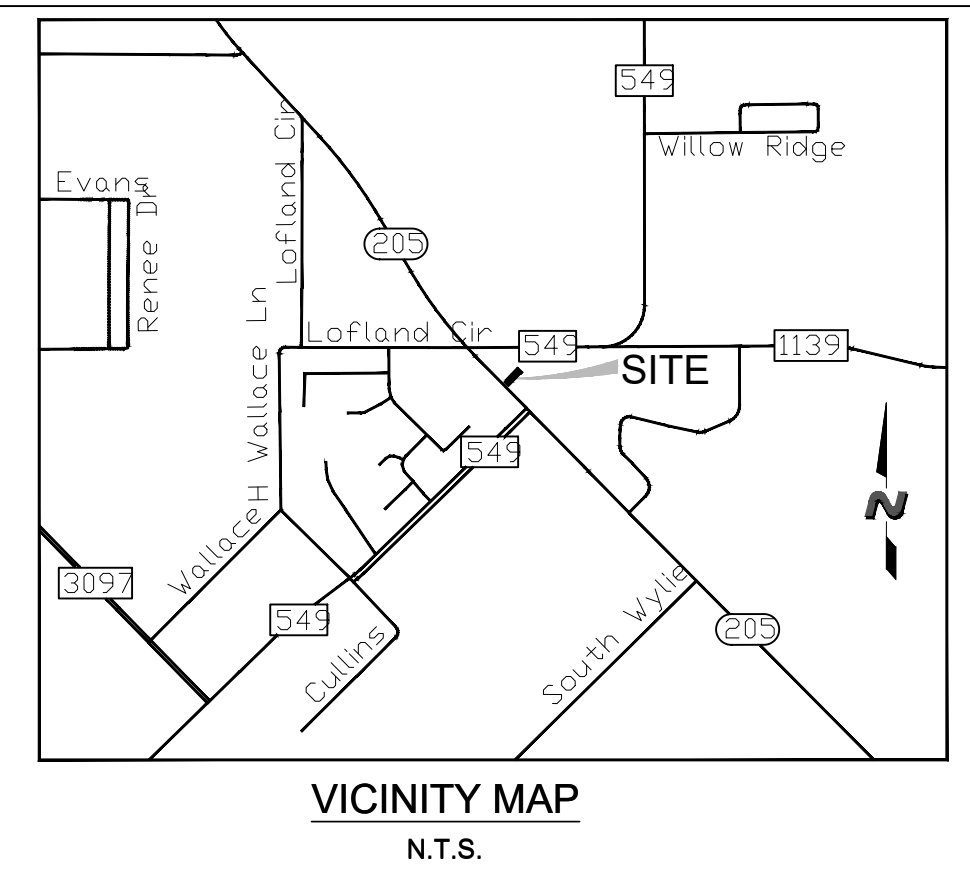 549
Willow Ridge
Lofland Cir
Evans
Renee Dr
205
H Wallace Ln
Lofland Cir
549
1139
SITE
549
N
Wallace
3097
549
Cullins
South Wylie
205
VICINITY MAP
N.T.S.